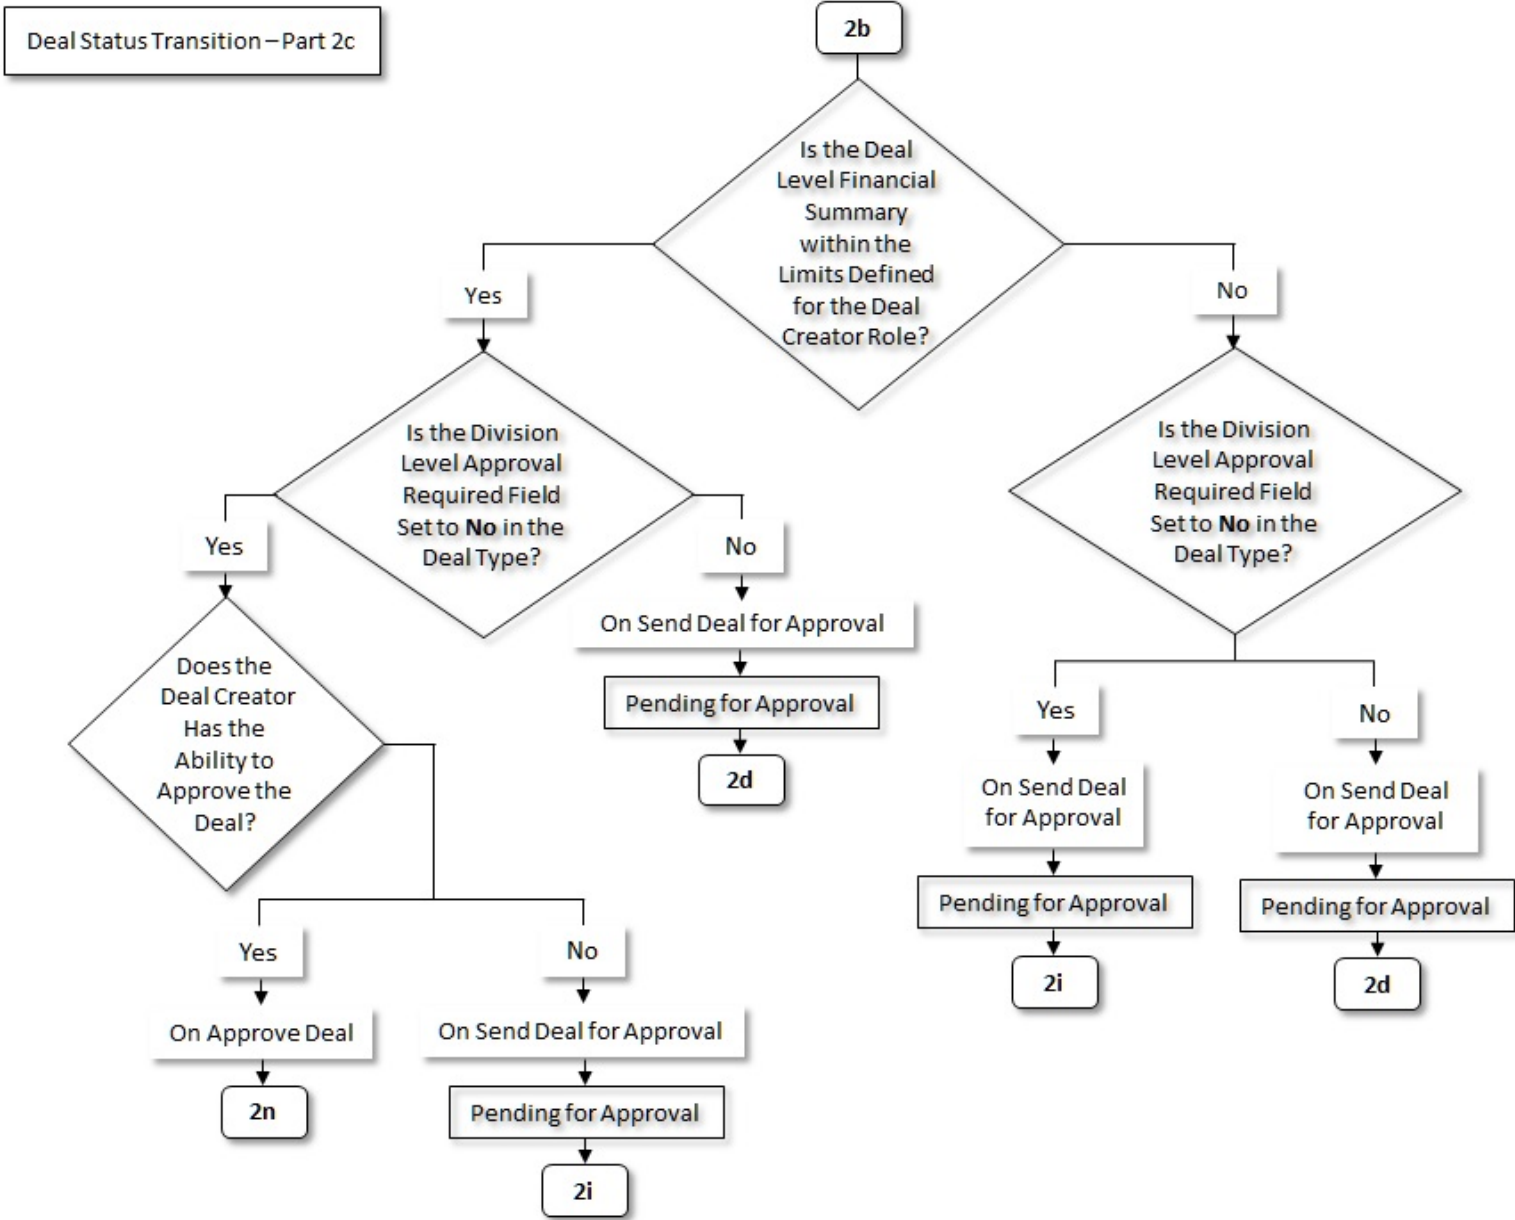 Deal Status Transition – Part 2c
2b
Is the Deal
Level Financial
Summary
within the
Limits Defined
for the Deal
Creator Role?
Yes
No
Is the Division
Level Approval
Required Field
Set to No in the
Deal Type?
Is the Division
Level Approval
Required Field
Set to No in the
Deal Type?
Yes
No
On Send Deal for Approval
Pending for Approval
2d
Does the
Deal Creator
Has the
Ability to
Approve the
Deal?
Yes
No
On Send Deal
for Approval
On Send Deal
for Approval
Pending for Approval
Pending for Approval
2i
2d
Yes
No
On Approve Deal
On Send Deal for Approval
2n
Pending for Approval
2i